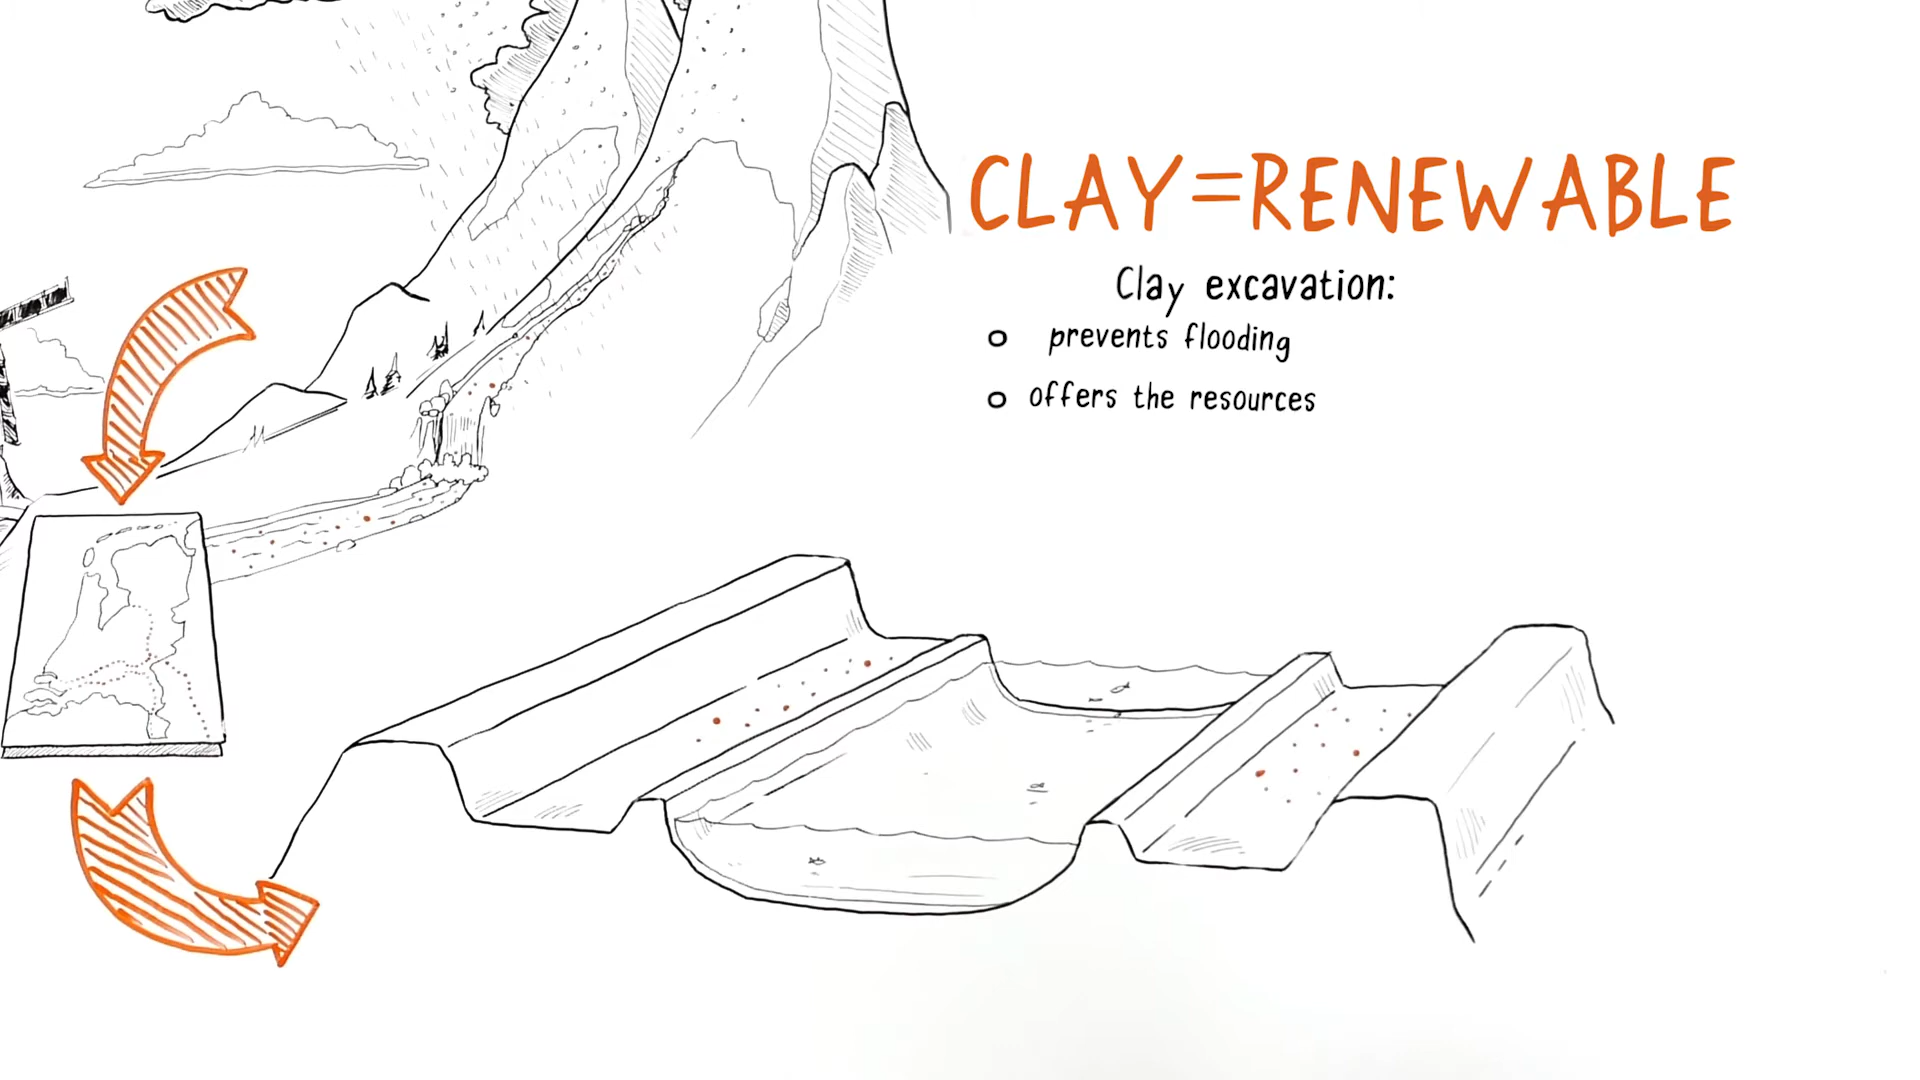 CLAY=RENEWABLE
Clay excavation:
o prevents flooding
o offers the resources